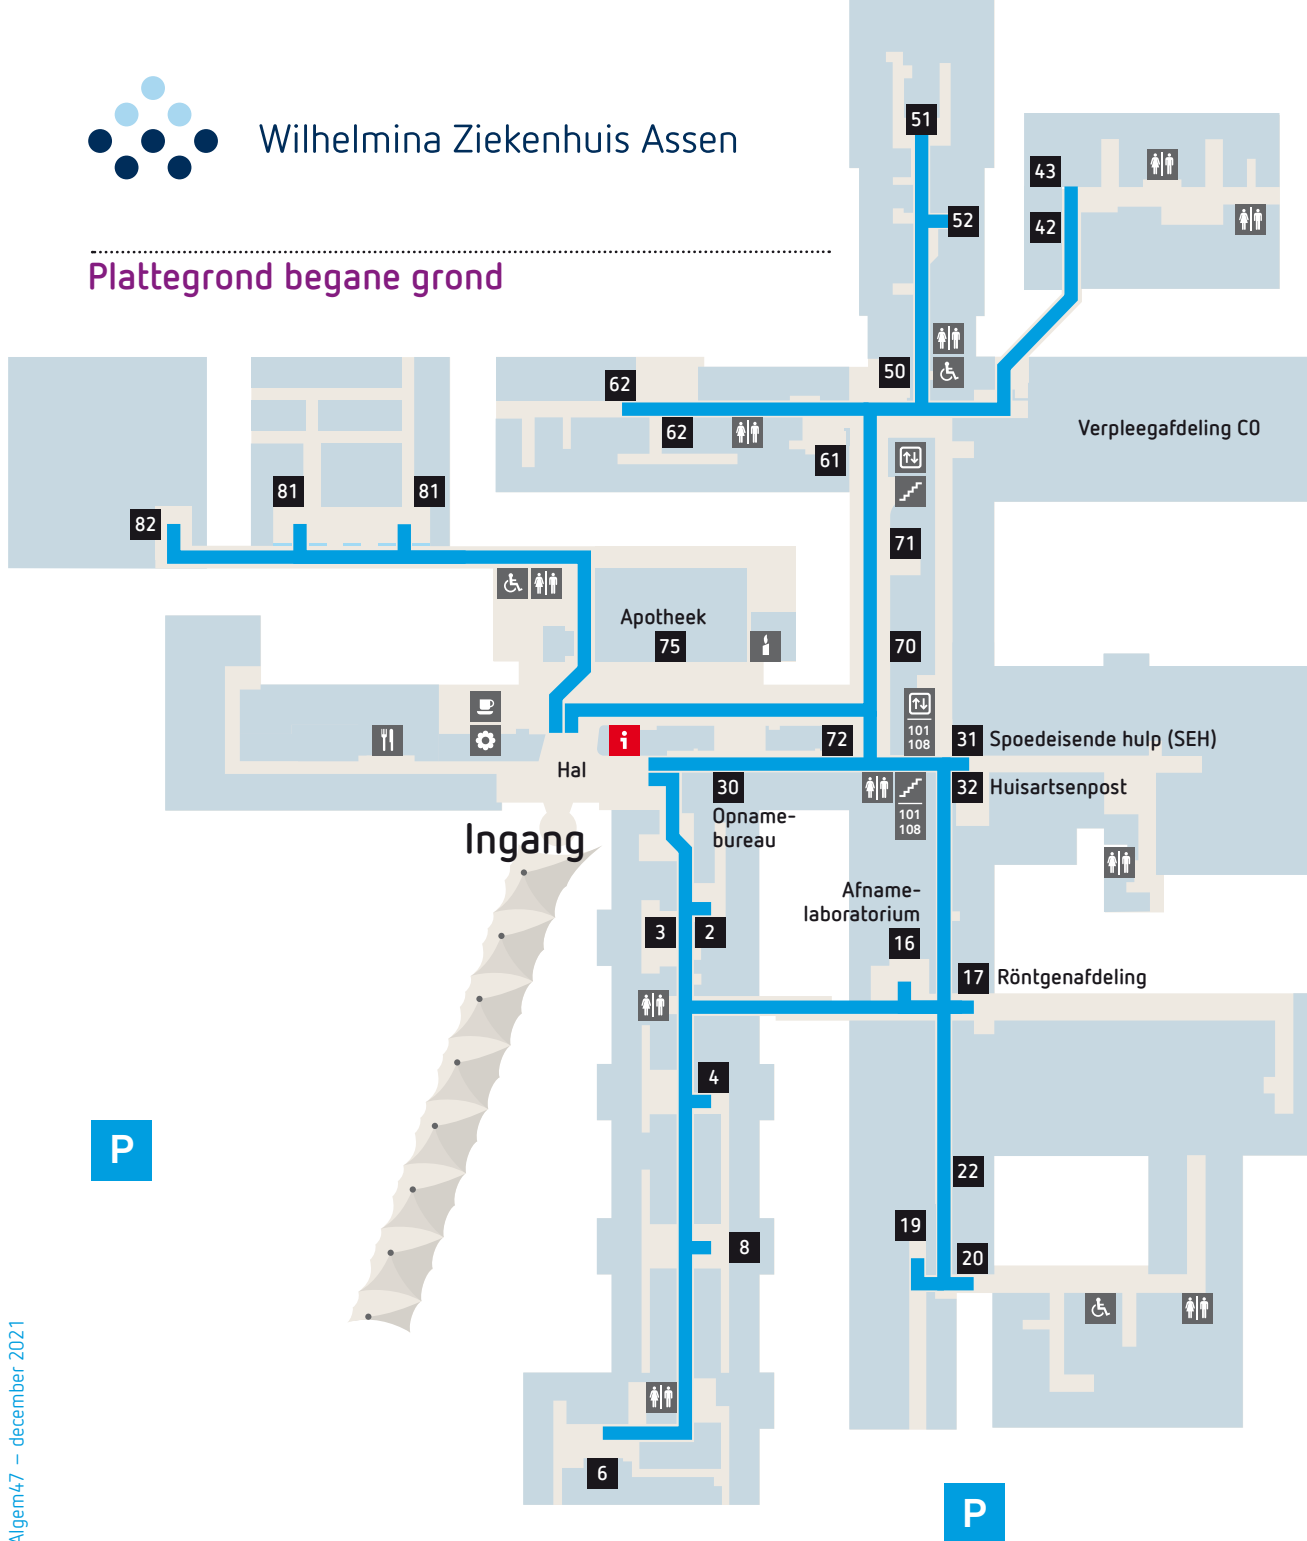 Wilhelmina Ziekenhuis Assen
Plattegrond begane grond
51
52
43
42
50
62
62
61
Verpleegafdeling C0
81
81
82
71
Apotheek
75
70
101
108
72
31 Spoedeisende hulp (SEH)
Hal
30
32 Huisartsenpost
101
108
Opname-
bureau
Ingang
Afname-
laboratorium
3
2
16
17 Röntgenafdeling
4
P
22
19
8
20
6
P
Algem47 – december 2021